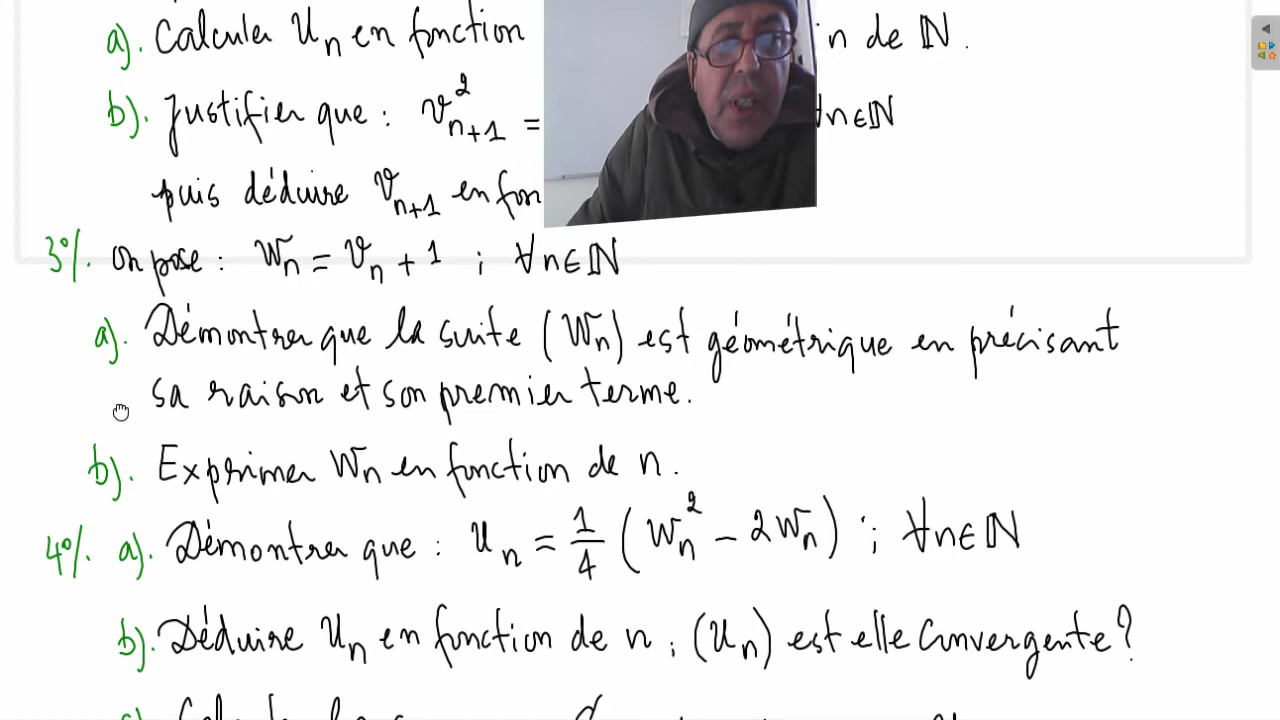 a). Calculer Un en fonction n de ℕ.
b). Justifier que : v²n+1 = ∀n∈ℕ
puis déduire vn+1 en fon
3°/. On pose : Wn = vn + 1 ; ∀n∈ℕ
a). Démontrer que la suite (Wn) est géométrique en précisant
sa raison et son premier terme.
b). Exprimer Wn en fonction de n.
4°/. a). Démontrer que : Un = 1/4 (Wn² - 2Wn) ; ∀n∈ℕ
b). Déduire Un en fonction de n ; (Un) est elle Convergente ?